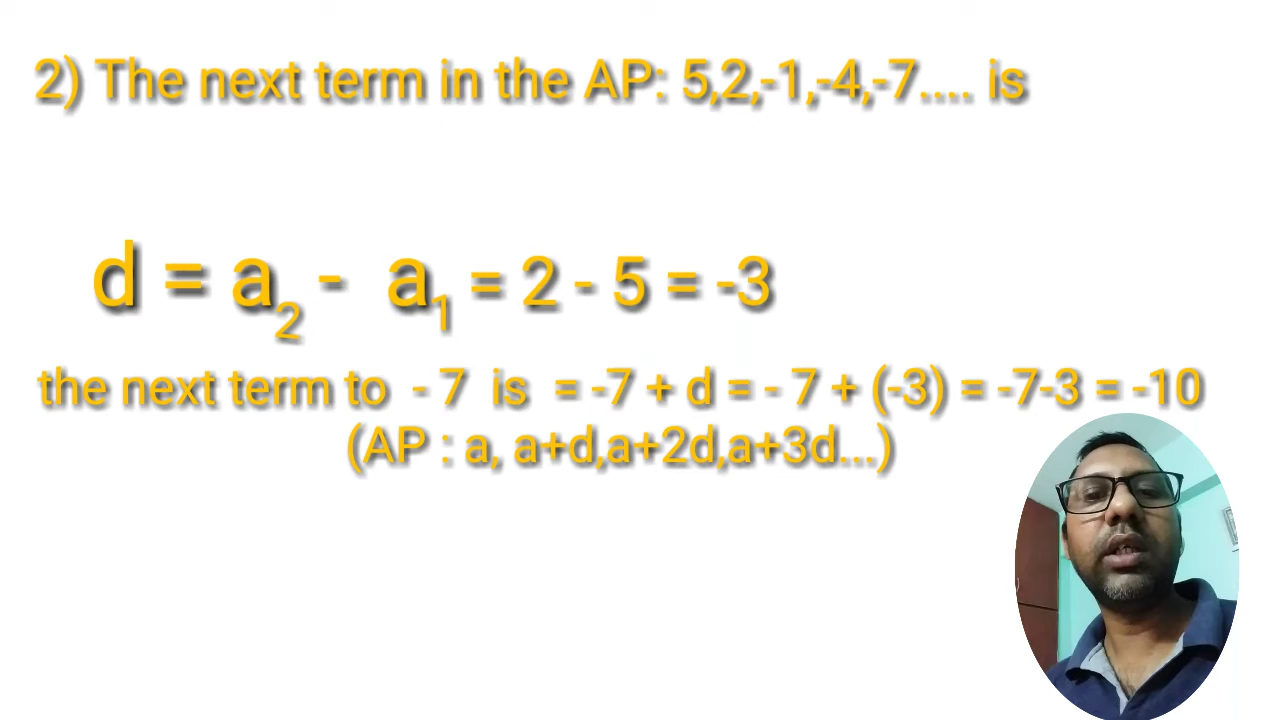 2) The next term in the AP: 5,2,-1,-4,-7.... is
d = a₂ - a₁ = 2 - 5 = -3
the next term to - 7 is = -7 + d = - 7 + (-3) = -7-3 = -10
(AP : a, a+d,a+2d,a+3d...)